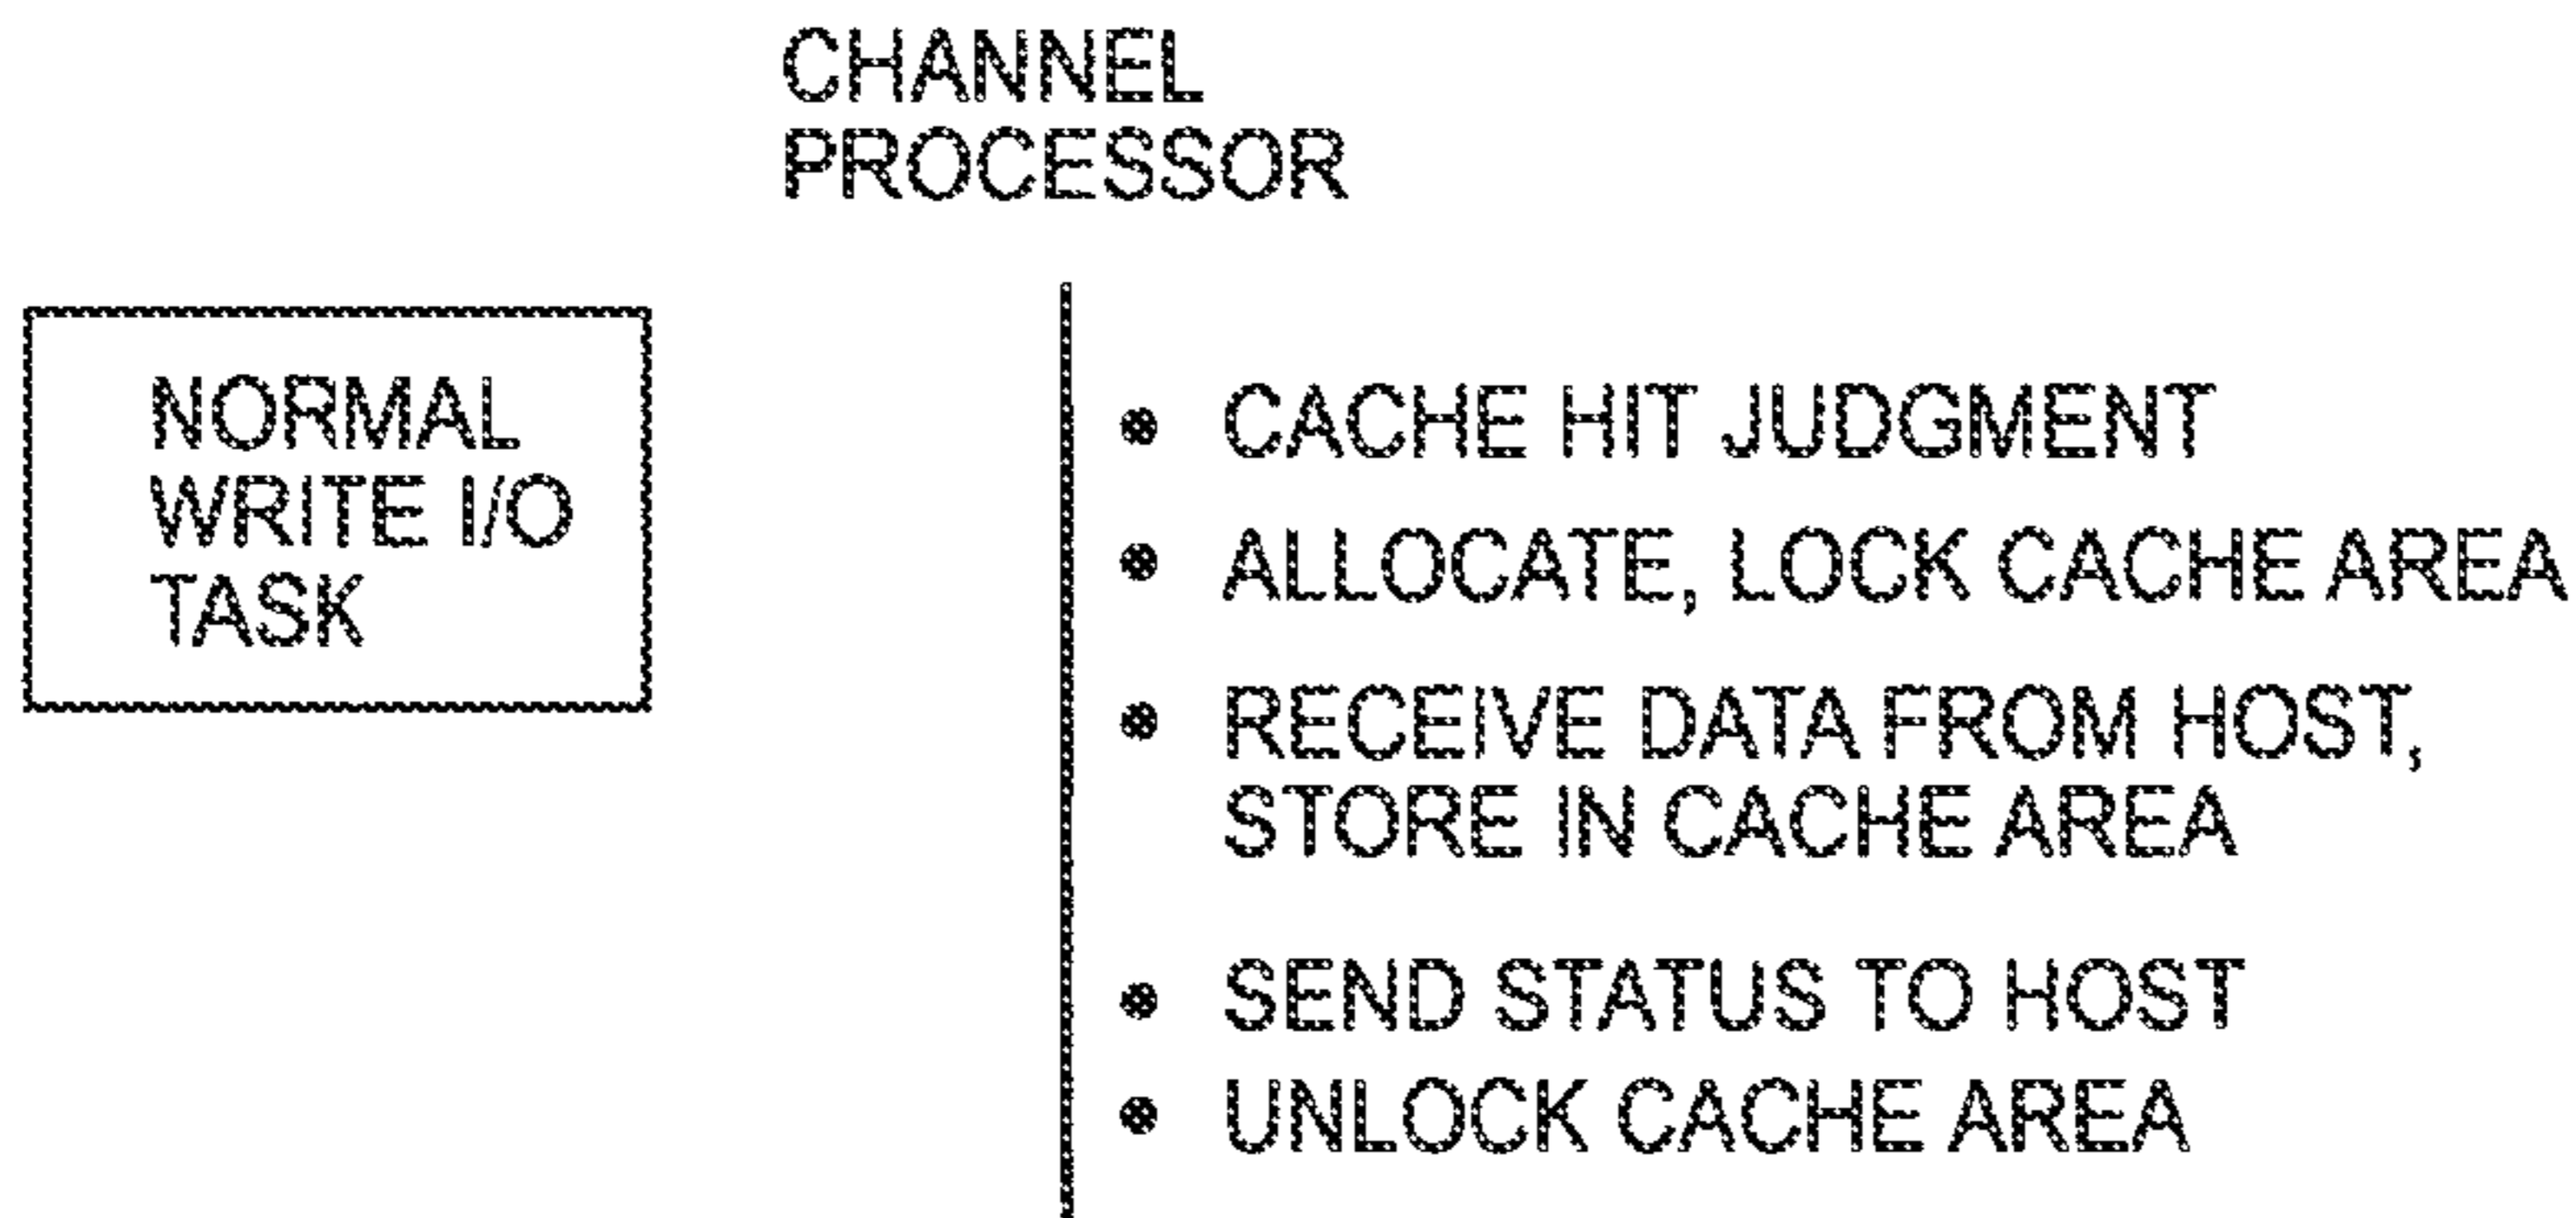 CHANNEL
PROCESSOR
NORMAL
WRITE I/O
TASK
• CACHE HIT JUDGMENT
• ALLOCATE, LOCK CACHE AREA
• RECEIVE DATA FROM HOST,
STORE IN CACHE AREA
• SEND STATUS TO HOST
• UNLOCK CACHE AREA